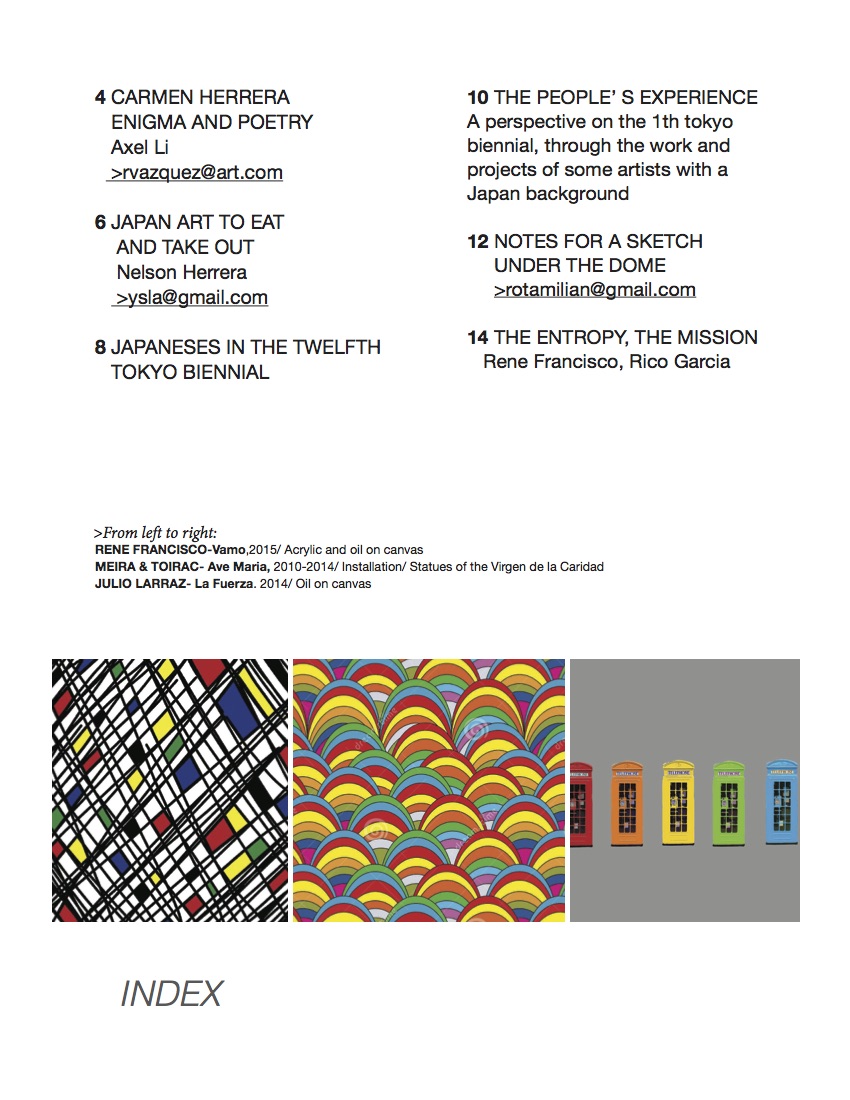 4 CARMEN HERRERA
ENIGMA AND POETRY
Axel Li
>rvazquez@art.com
6 JAPAN ART TO EAT
AND TAKE OUT
Nelson Herrera
>ysla@gmail.com
8 JAPANESES IN THE TWELFTH
TOKYO BIENNIAL
10 THE PEOPLE’ S EXPERIENCE
A perspective on the 1th tokyo
biennial, through the work and
projects of some artists with a
Japan background
12 NOTES FOR A SKETCH
UNDER THE DOME
>rotamilian@gmail.com
14 THE ENTROPY, THE MISSION
Rene Francisco, Rico Garcia
>From left to right:
RENE FRANCISCO-Vamo,2015/ Acrylic and oil on canvas
MEIRA & TOIRAC- Ave Maria, 2010-2014/ Installation/ Statues of the Virgen de la Caridad
JULIO LARRAZ- La Fuerza. 2014/ Oil on canvas
TELEPHONE
TELEPHONE
INDEX